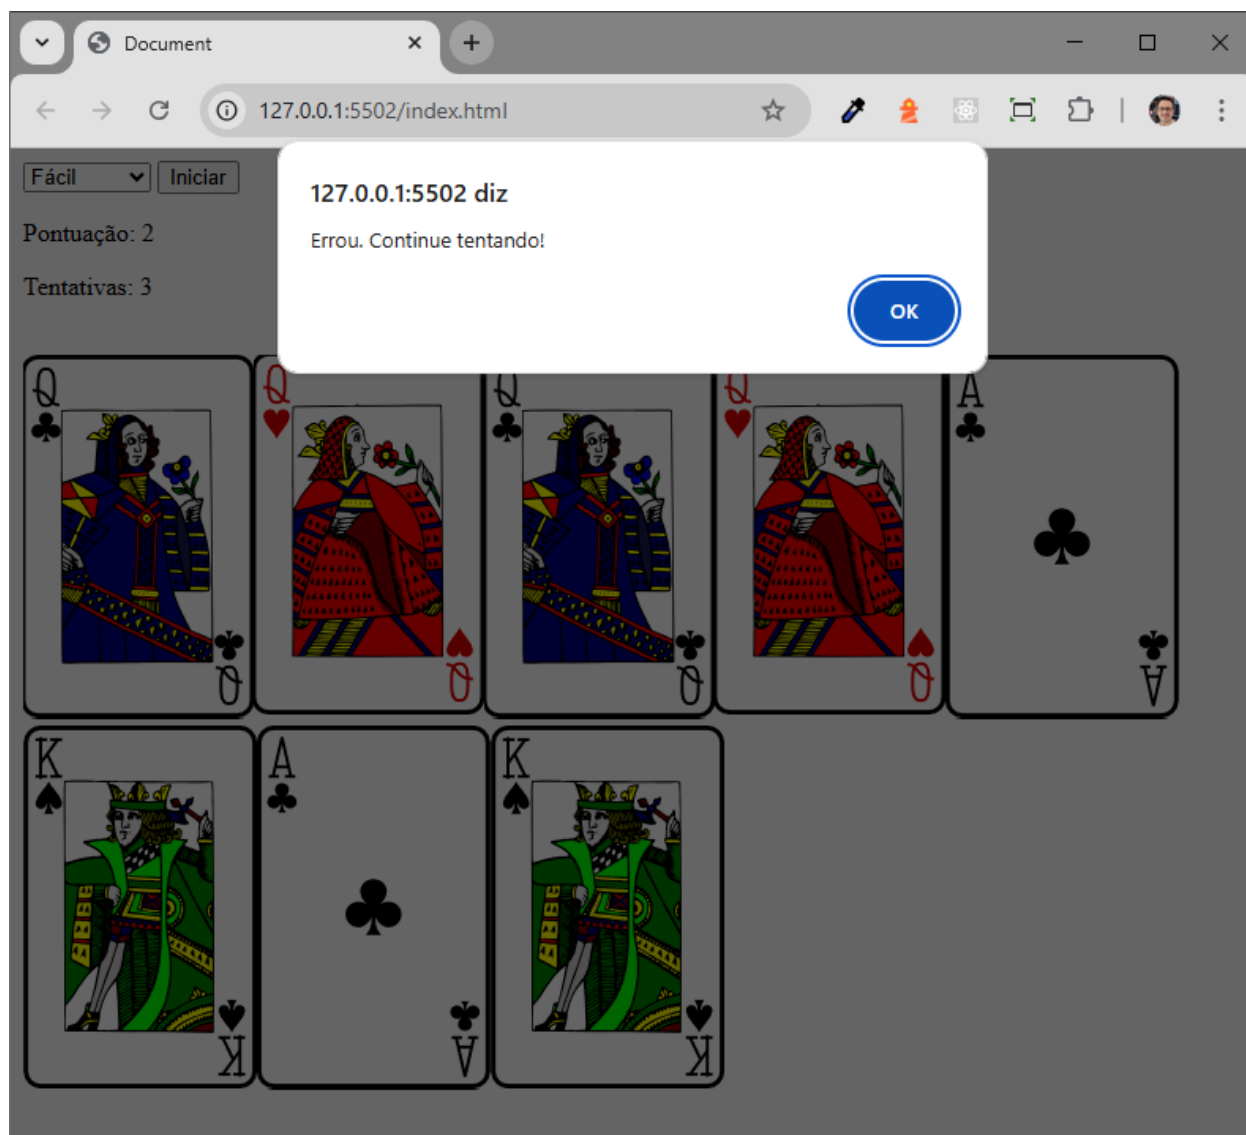 Document
127.0.0.1:5502/index.html
Fácil Iniciar
127.0.0.1:5502 diz
Errou. Continue tentando!
OK
Pontuação: 2
Tentativas: 3
Q Q Q Q A
Q Q Q Q A
K A K
K A K